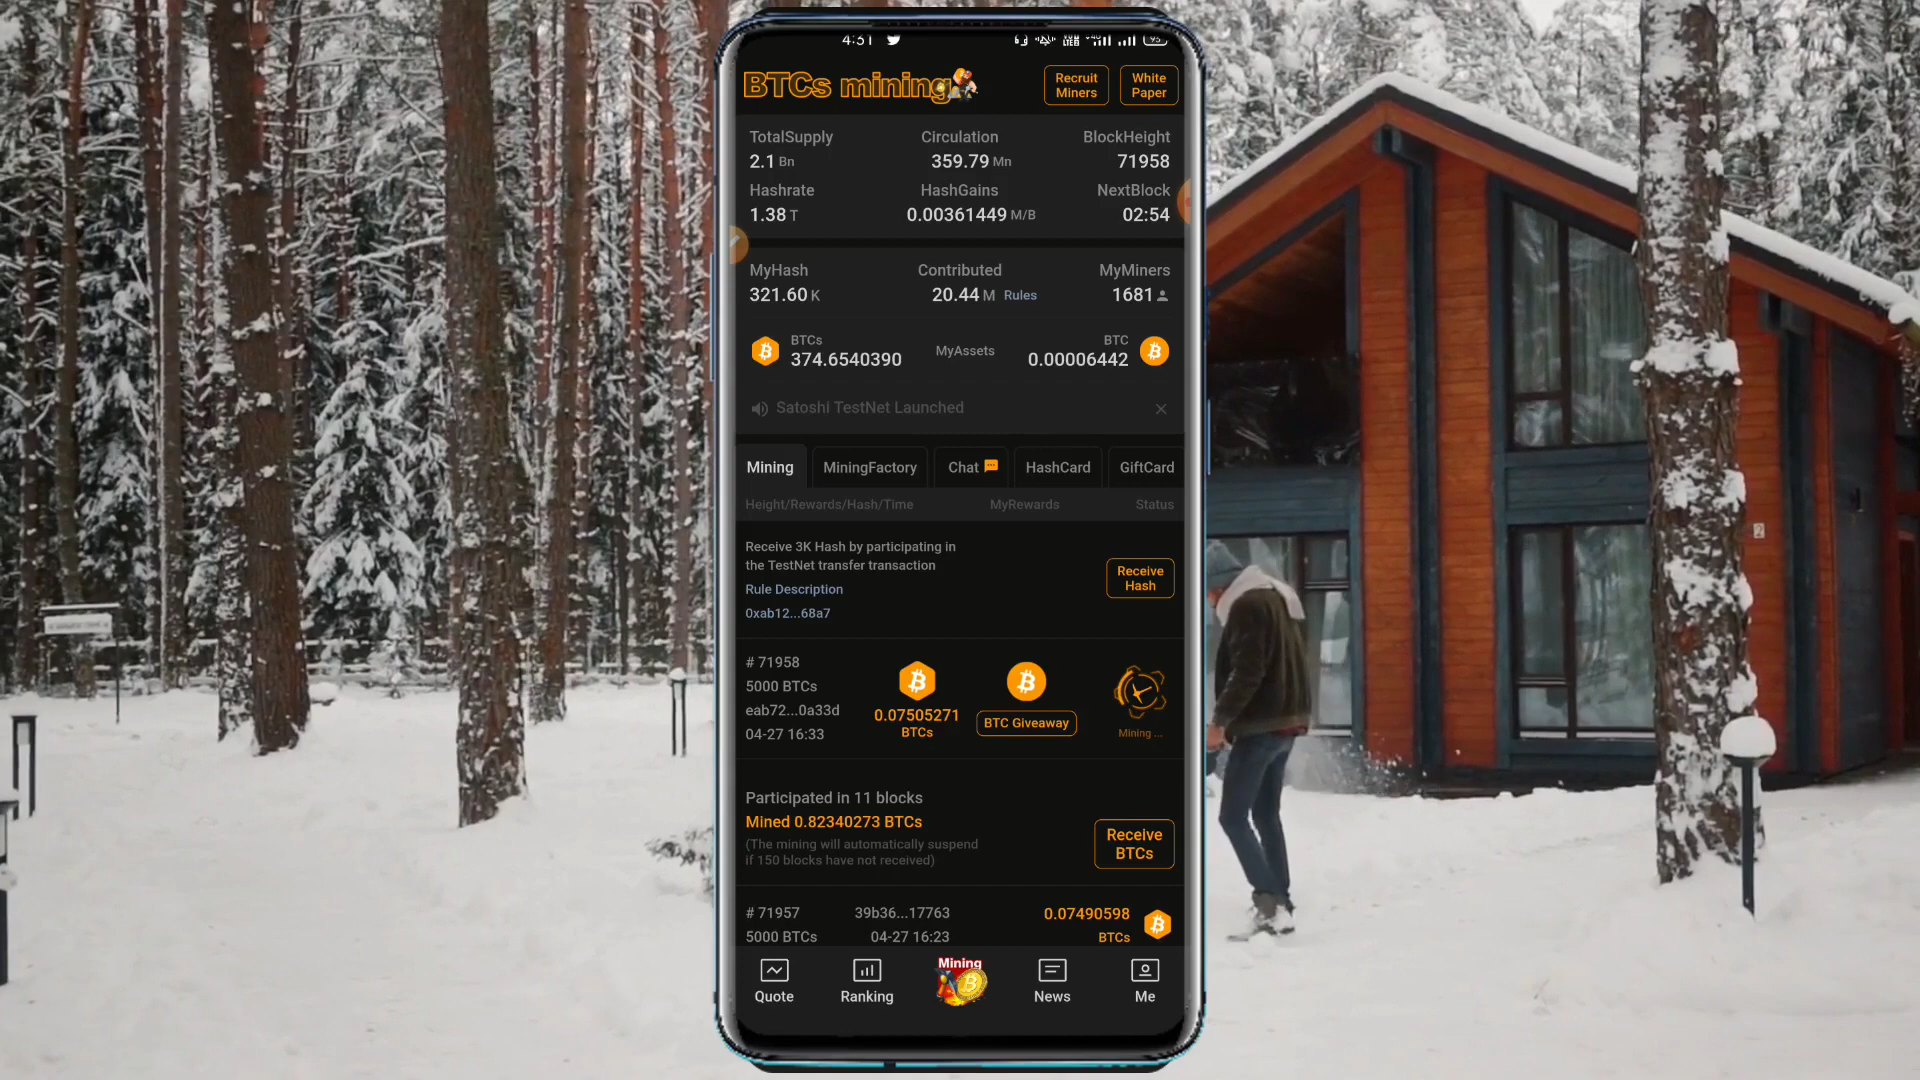 4:31
95
BTCs mining
Recruit Miners
White Paper
TotalSupply Circulation BlockHeight
2.1 Bn 359.79 Mn 71958
Hashrate HashGains NextBlock
1.38 T 0.00361449 M/B 02:54
MyHash Contributed MyMiners
321.60 K 20.44 M Rules 1681
BTCs BTC
374.6540390 MyAssets 0.00006442
Satoshi TestNet Launched
Mining MiningFactory Chat HashCard GiftCard
Height/Rewards/Hash/Time MyRewards Status
Receive 3K Hash by participating in
the TestNet transfer transaction
Rule Description
0xab12...68a7
Receive
Hash
# 71958
5000 BTCs
eab72...0a33d
04-27 16:33
0.07505271
BTCs
BTC Giveaway
Mining ...
Participated in 11 blocks
Mined 0.82340273 BTCs
(The mining will automatically suspend
if 150 blocks have not received)
Receive
BTCs
# 71957 39b36...17763 0.07490598
5000 BTCs 04-27 16:23 BTCs
Mining
Quote Ranking News Me
2